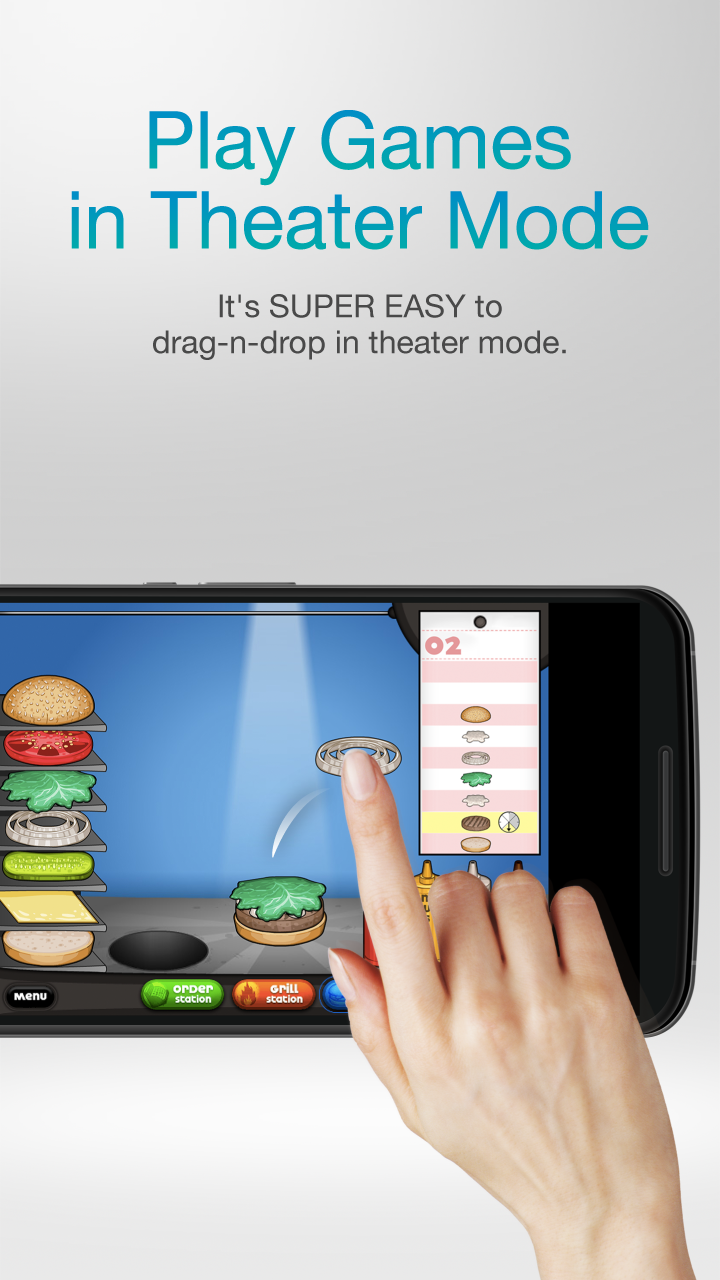 Play Games
in Theater Mode
It's SUPER EASY to
drag-n-drop in theater mode.
02
menu
order
station
Grill
station